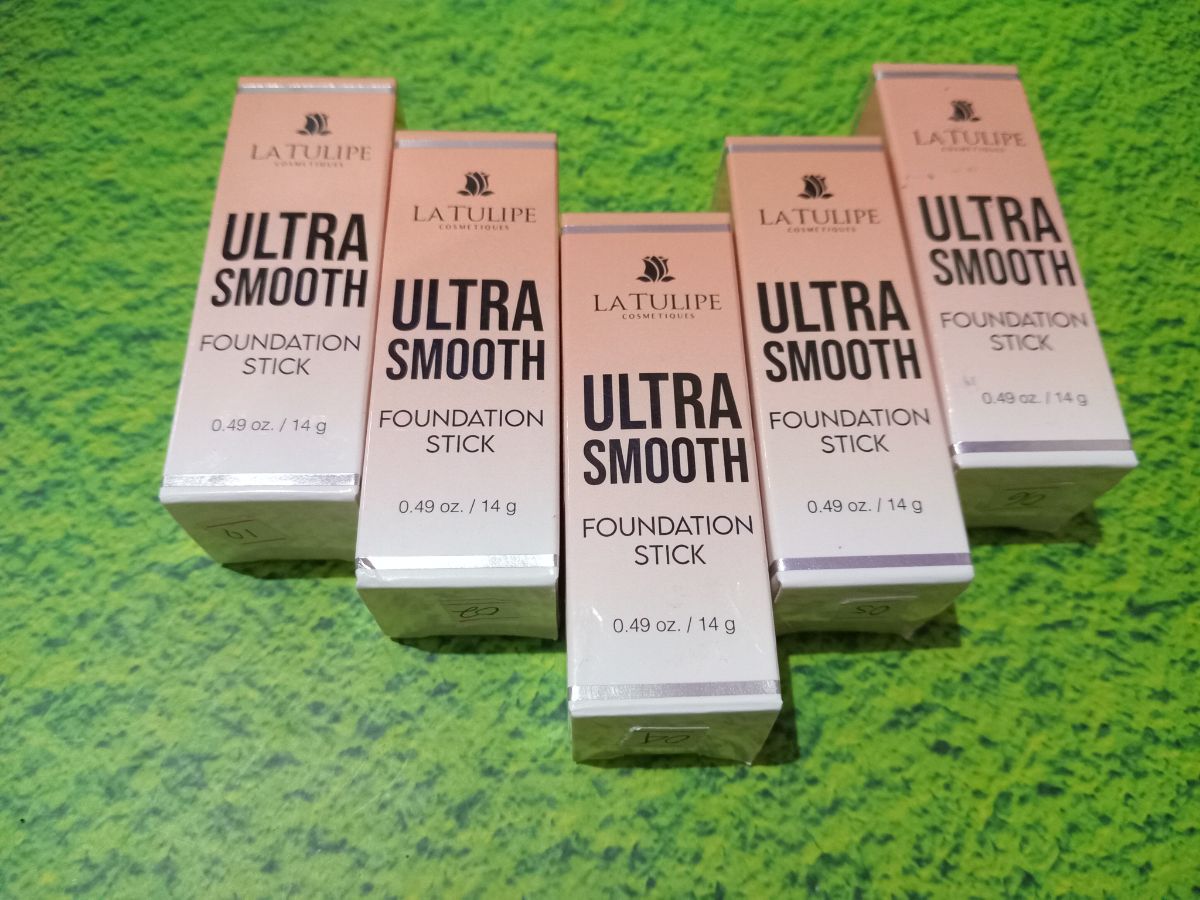 LA TULIPE
COSMETIQUES
ULTRA
SMOOTH
FOUNDATION
STICK
0.49 oz. / 14 g
LA TULIPE
COSMETIQUES
ULTRA
SMOOTH
FOUNDATION
STICK
0.49 oz. / 14 g
LA TULIPE
COSMETIQUES
ULTRA
SMOOTH
FOUNDATION
STICK
0.49 oz. / 14 g
04
LA TULIPE
COSMETIQUES
ULTRA
SMOOTH
FOUNDATION
STICK
0.49 oz. / 14 g
05
LA TULIPE
COSMETIQUES
ULTRA
SMOOTH
FOUNDATION
STICK
0.49 oz. / 14 g